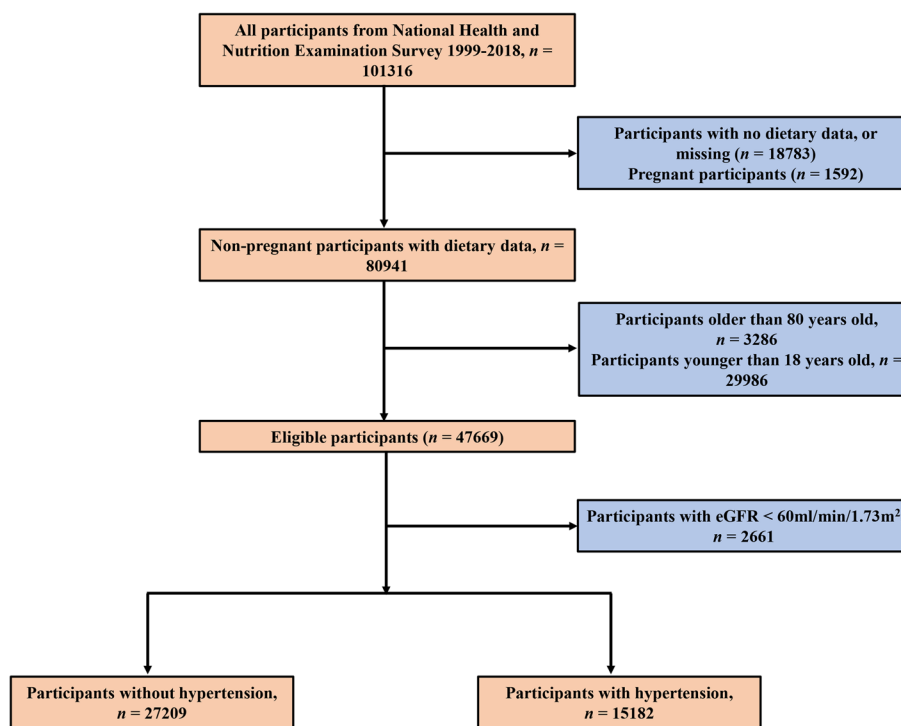 All participants from National Health and
Nutrition Examination Survey 1999-2018, n =
101316
Participants with no dietary data, or
missing (n = 18783)
Pregnant participants (n = 1592)
Non-pregnant participants with dietary data, n =
80941
Participants older than 80 years old,
n = 3286
Participants younger than 18 years old, n =
29986
Eligible participants (n = 47669)
Participants with eGFR < 60ml/min/1.73m²
n = 2661
Participants without hypertension,
n = 27209
Participants with hypertension,
n = 15182